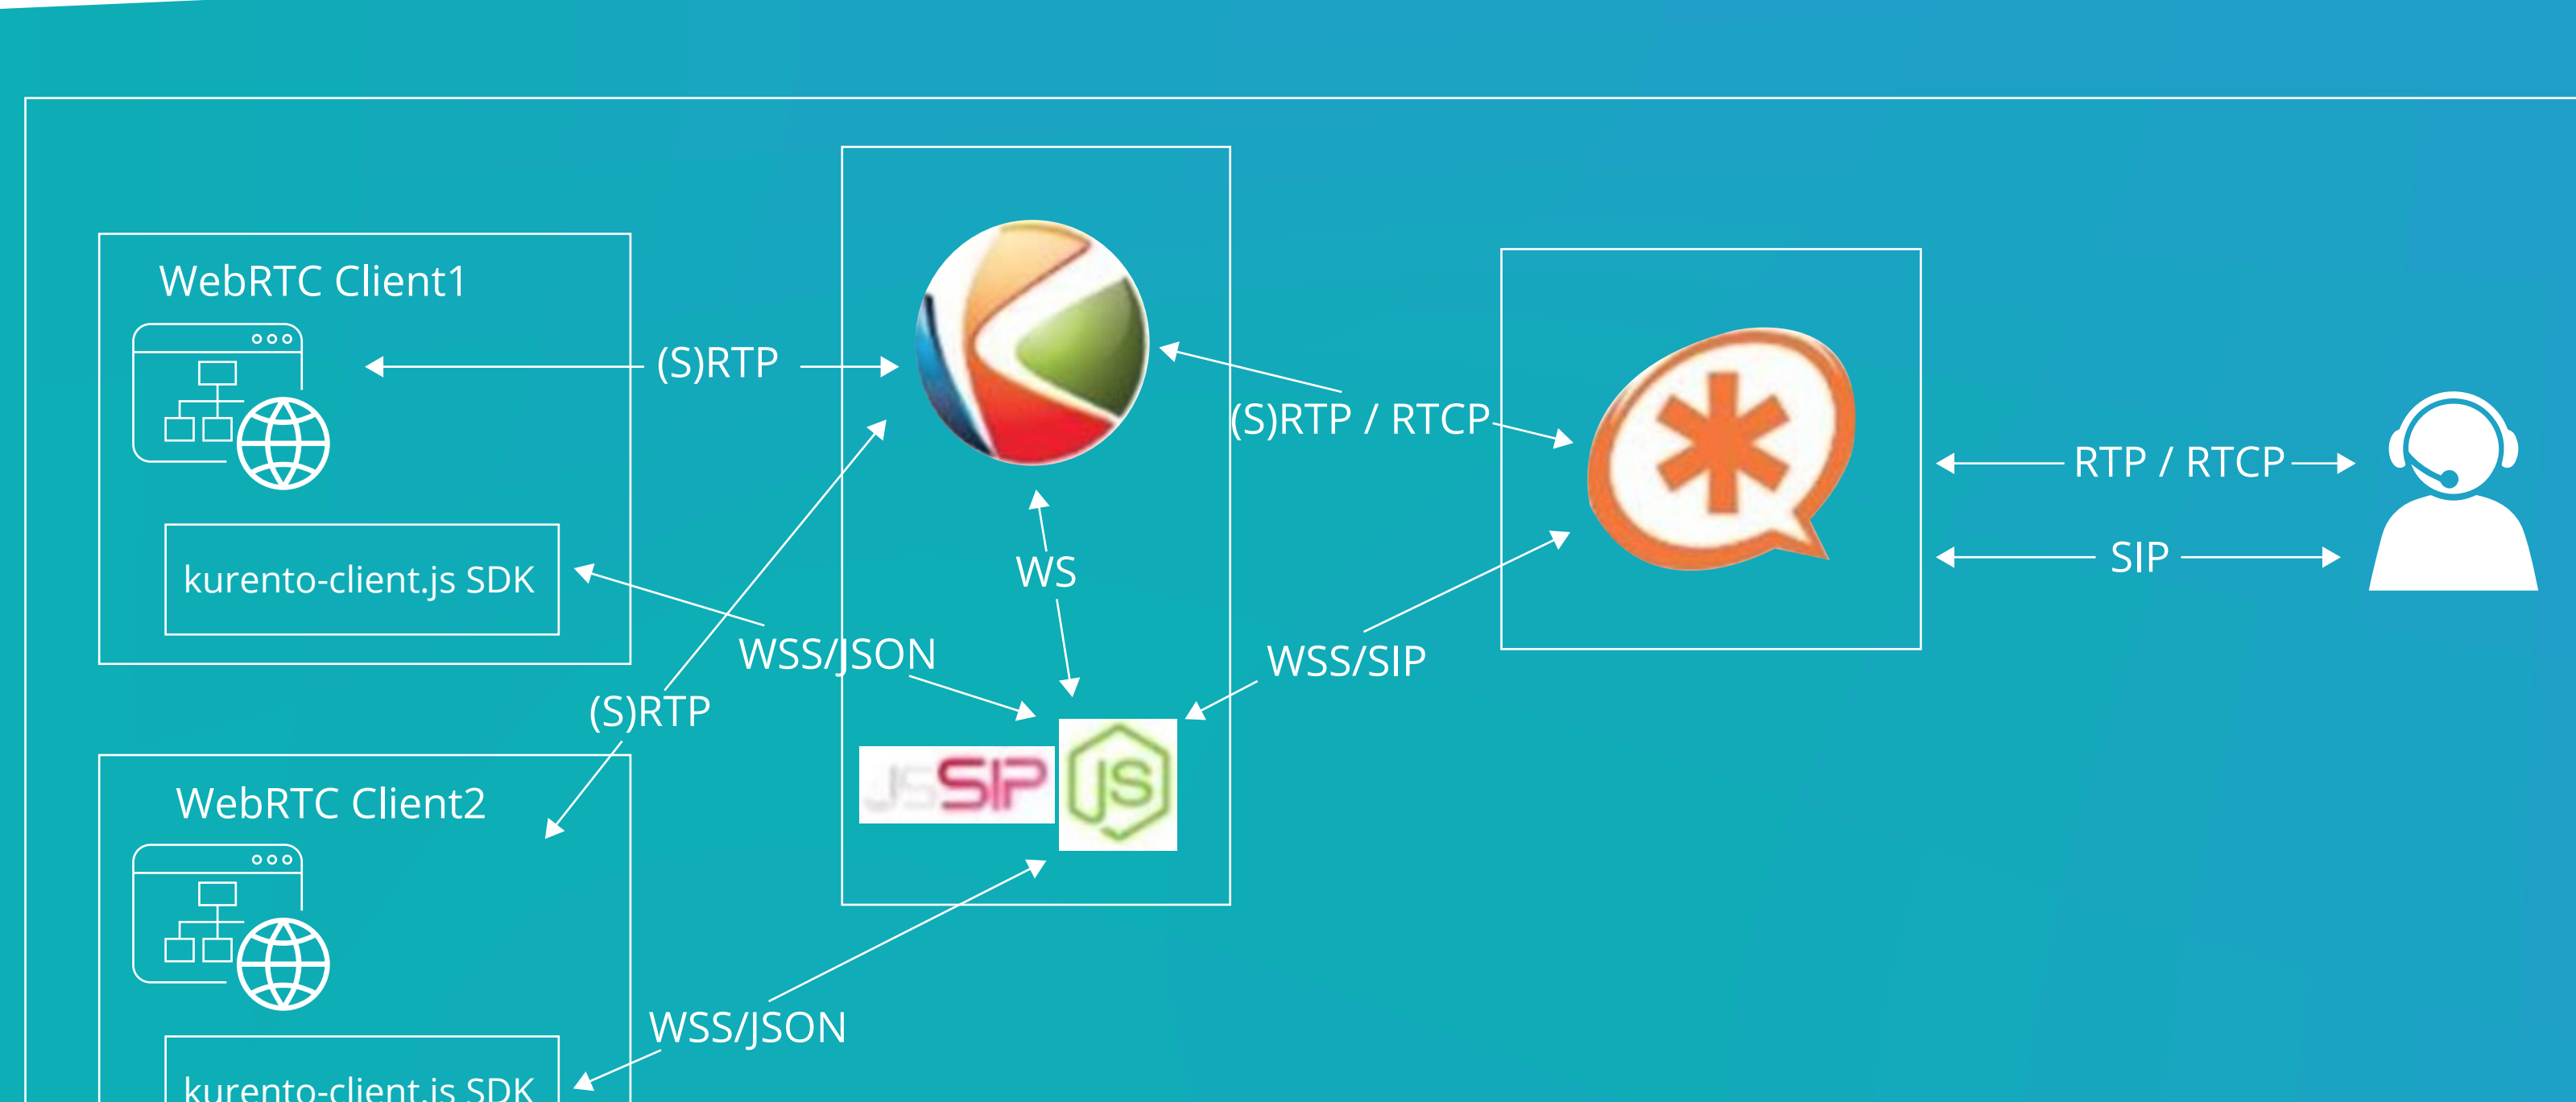 WebRTC Client1
(S)RTP
(S)RTP / RTCP
RTP / RTCP
SIP
kurento-client.js SDK
WS
WSS/JSON
WSS/SIP
(S)RTP
JSSIP
JS
WebRTC Client2
WSS/JSON
kurento-client.js SDK